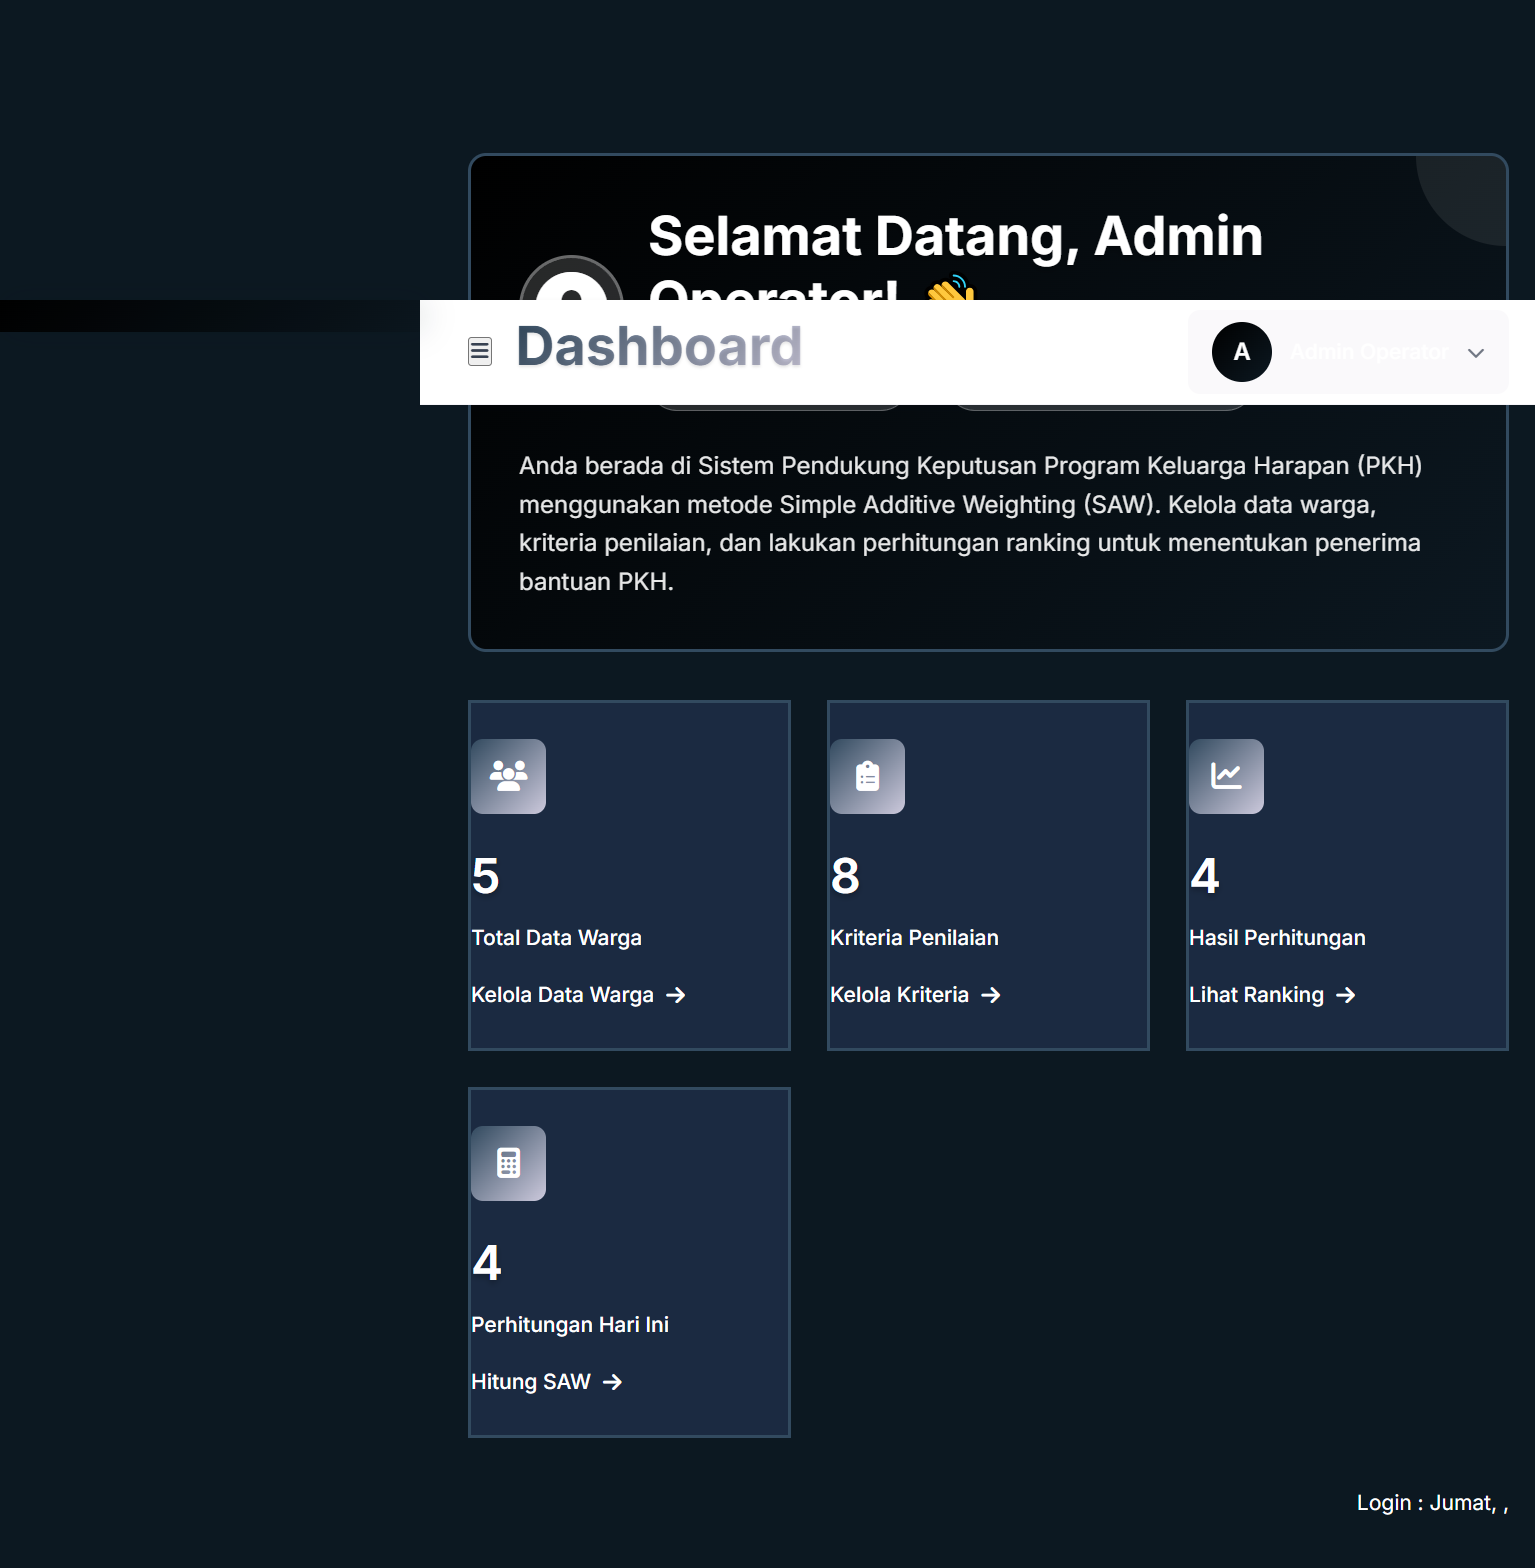 Selamat Datang, Admin
Operator! 👋
Dashboard
A
Admin Operator
Anda berada di Sistem Pendukung Keputusan Program Keluarga Harapan (PKH)
menggunakan metode Simple Additive Weighting (SAW). Kelola data warga,
kriteria penilaian, dan lakukan perhitungan ranking untuk menentukan penerima
bantuan PKH.
5
Total Data Warga
Kelola Data Warga →
8
Kriteria Penilaian
Kelola Kriteria →
4
Hasil Perhitungan
Lihat Ranking →
4
Perhitungan Hari Ini
Hitung SAW →
Login : Jumat, ,